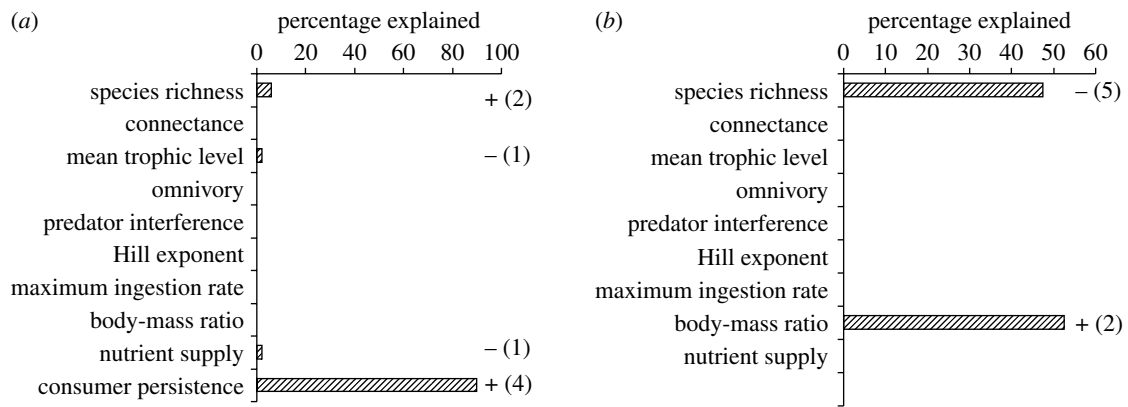 (a)
percentage explained
0 20 40 60 80 100
species richness + (2)
connectance
mean trophic level – (1)
omnivory
predator interference
Hill exponent
maximum ingestion rate
body-mass ratio
nutrient supply – (1)
consumer persistence + (4)
(b)
percentage explained
0 10 20 30 40 50 60
species richness – (5)
connectance
mean trophic level
omnivory
predator interference
Hill exponent
maximum ingestion rate
body-mass ratio + (2)
nutrient supply